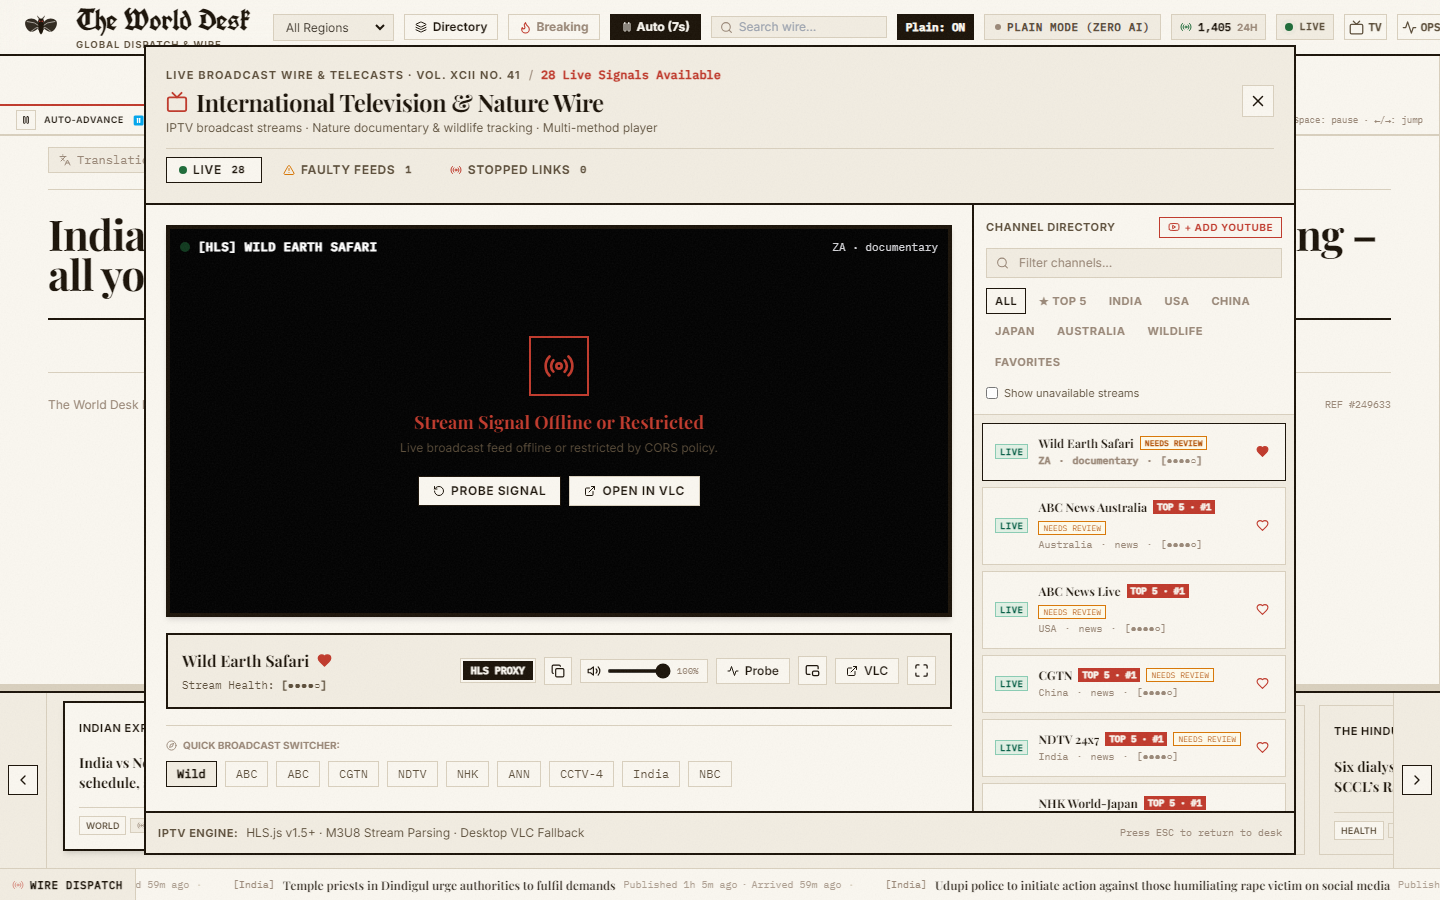 The World Desk
GLOBAL DISPATCH & WIRE
All Regions
Directory
Breaking
Auto (7s)
Search wire...
Plain: ON
PLAIN MODE (ZERO AI)
1,405 24H
LIVE
TV
OPS
AUTO-ADVANCE
Space: pause · ←/→: jump
LIVE BROADCAST WIRE & TELECASTS · VOL. XCII NO. 41 / 28 Live Signals Available
International Television & Nature Wire
IPTV broadcast streams · Nature documentary & wildlife tracking · Multi-method player
LIVE 28
FAULTY FEEDS 1
STOPPED LINKS 0
Translatio
India
ng –
all yo
The World Desk
REF #249633
[HLS] WILD EARTH SAFARI
ZA · documentary
Stream Signal Offline or Restricted
Live broadcast feed offline or restricted by CORS policy.
PROBE SIGNAL
OPEN IN VLC
Wild Earth Safari
Stream Health: [●●●●○]
HLS PROXY
100%
Probe
VLC
QUICK BROADCAST SWITCHER:
Wild
ABC
ABC
CGTN
NDTV
NHK
ANN
CCTV-4
India
NBC
CHANNEL DIRECTORY
+ ADD YOUTUBE
Filter channels...
ALL
★ TOP 5
INDIA
USA
CHINA
JAPAN
AUSTRALIA
WILDLIFE
FAVORITES
Show unavailable streams
LIVE
Wild Earth Safari NEEDS REVIEW
ZA · documentary · [●●●●○]
LIVE
ABC News Australia TOP 5 · #1
NEEDS REVIEW
Australia · news · [●●●●○]
LIVE
ABC News Live TOP 5 · #1
NEEDS REVIEW
USA · news · [●●●●○]
LIVE
CGTN TOP 5 · #1 NEEDS REVIEW
China · news · [●●●●○]
LIVE
NDTV 24x7 TOP 5 · #1 NEEDS REVIEW
India · news · [●●●●○]
NHK World-Japan TOP 5 · #1
IPTV ENGINE: HLS.js v1.5+ · M3U8 Stream Parsing · Desktop VLC Fallback
Press ESC to return to desk
INDIAN EXP
India vs N
schedule,
WORLD
THE HINDU
Six dialys
SCCL's R
HEALTH
WIRE DISPATCH
d 59m ago ·
[India] Temple priests in Dindigul urge authorities to fulfil demands Published 1h 5m ago · Arrived 59m ago ·
[India] Udupi police to initiate action against those humiliating rape victim on social media Publish